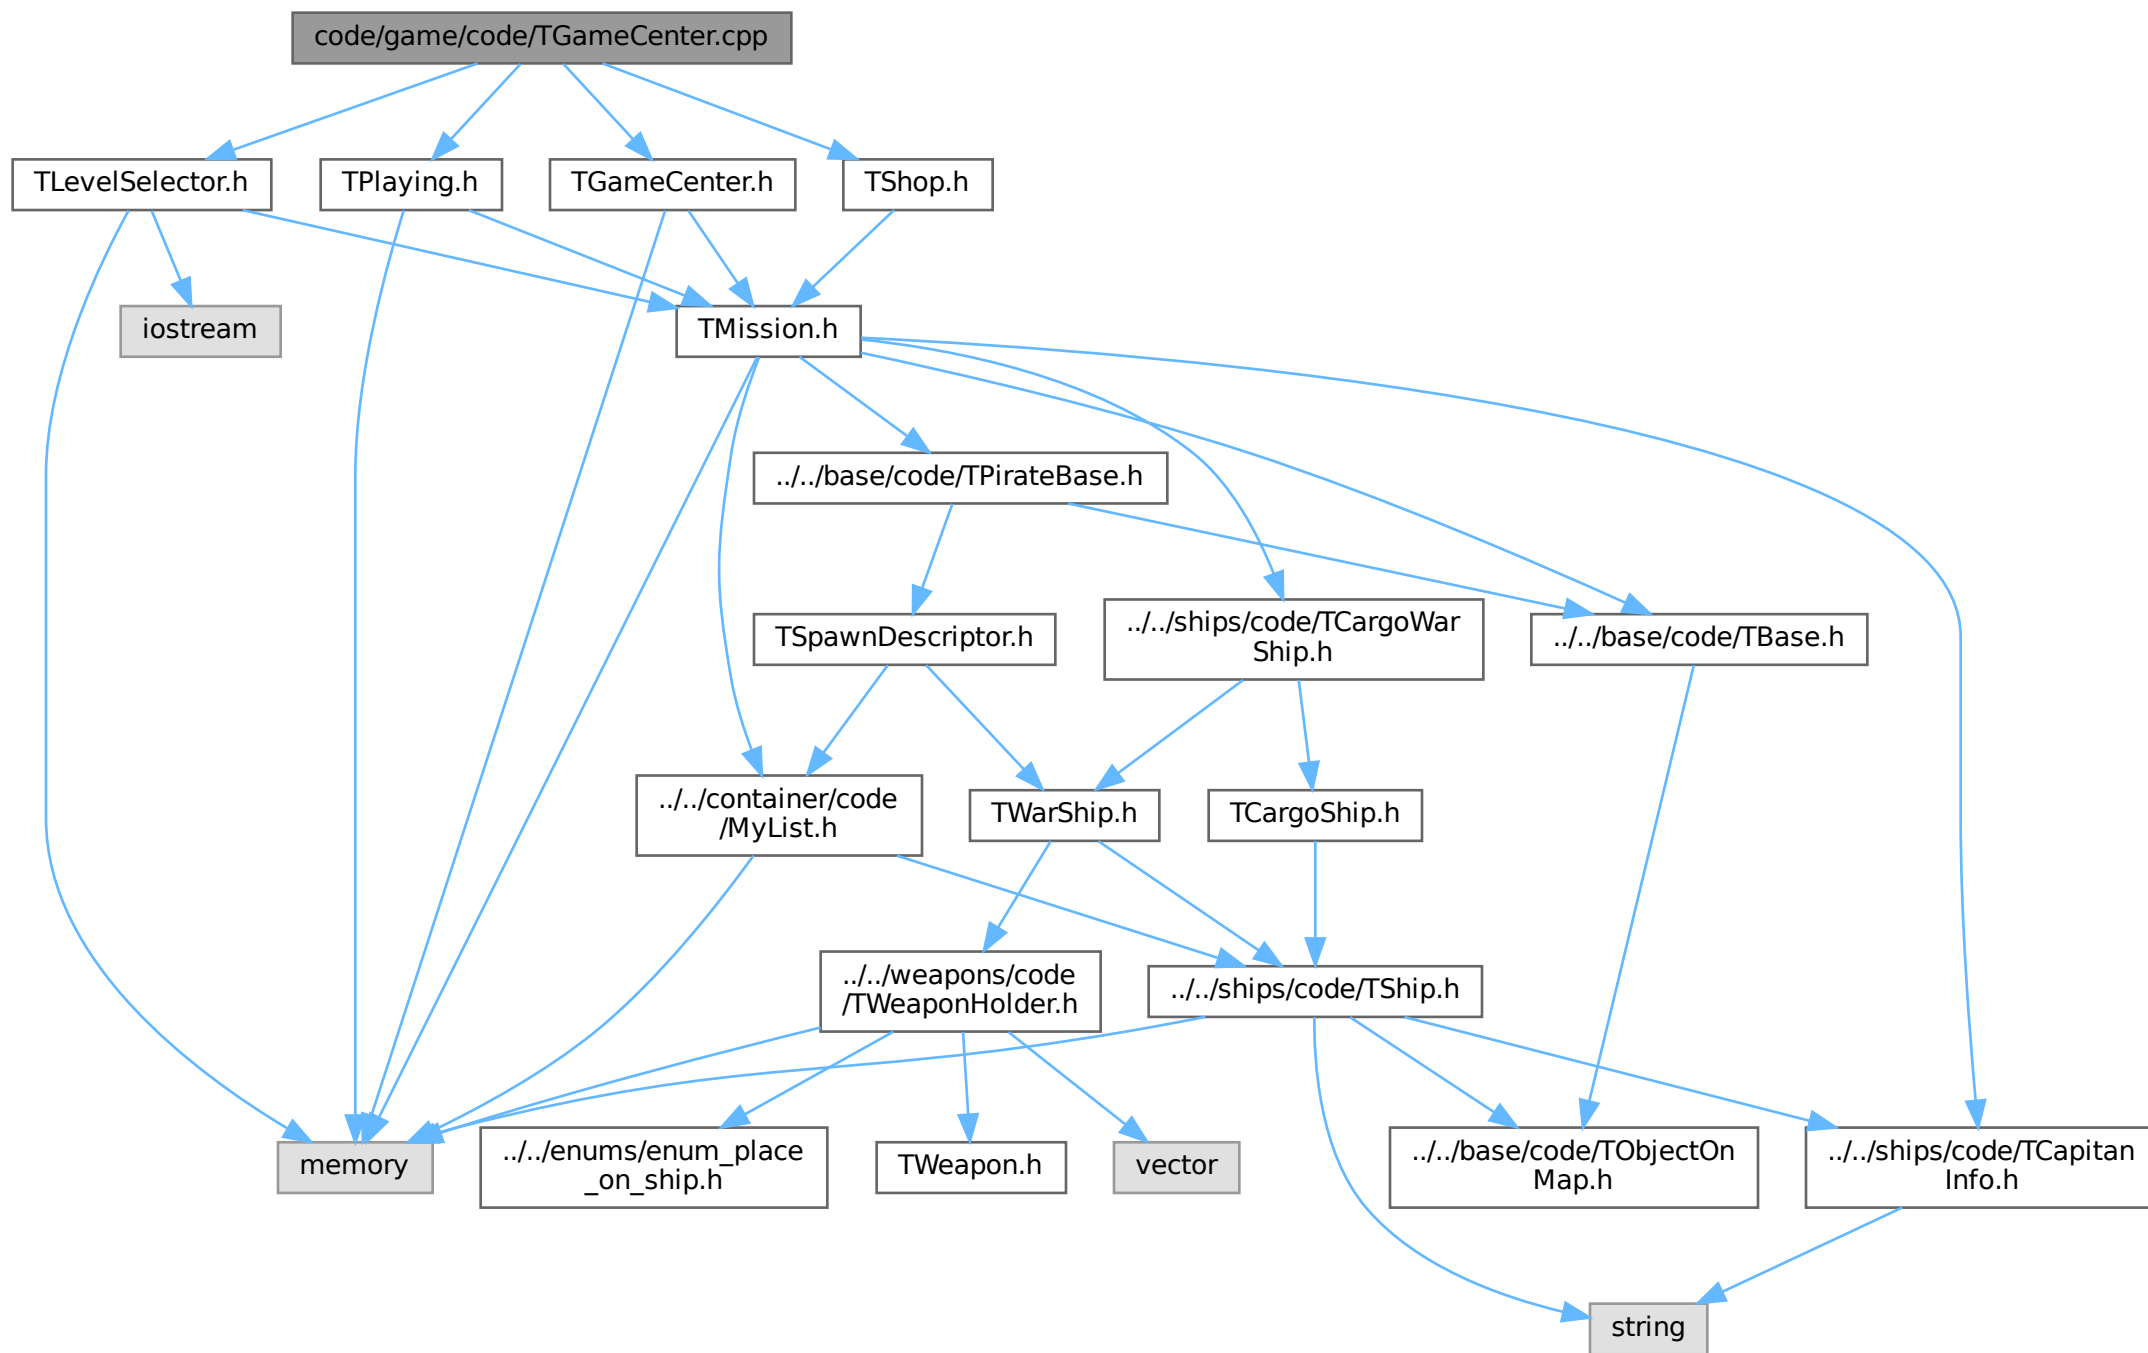 code/game/code/TGameCenter.cpp
TLevelSelector.h
TPlaying.h
TGameCenter.h
TShop.h
iostream
TMission.h
../../base/code/TPirateBase.h
TSpawnDescriptor.h
../../ships/code/TCargoWar
Ship.h
../../base/code/TBase.h
../../container/code
/MyList.h
TWarShip.h
TCargoShip.h
../../weapons/code
/TWeaponHolder.h
../../ships/code/TShip.h
memory
../../enums/enum_place
_on_ship.h
TWeapon.h
vector
../../base/code/TObjectOn
Map.h
../../ships/code/TCapitan
Info.h
string